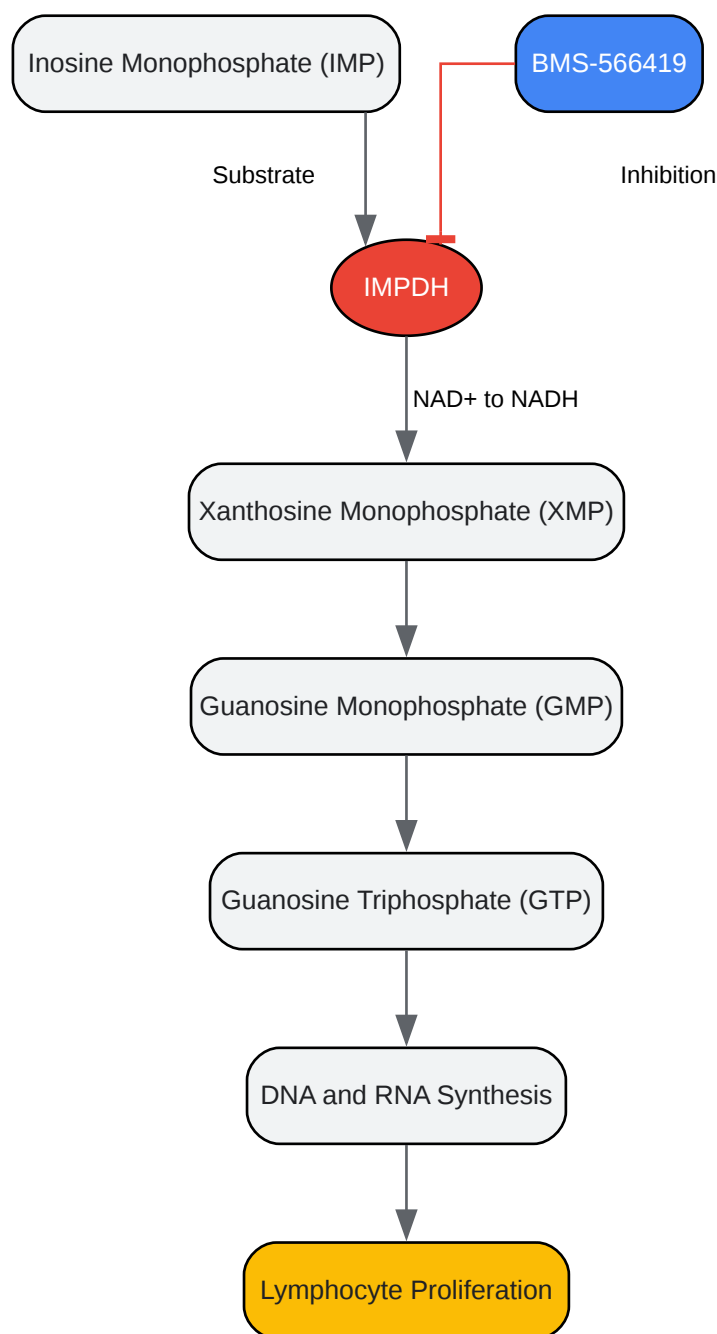 Inosine Monophosphate (IMP)
BMS-566419
Substrate
Inhibition
IMPDH
NAD+ to NADH
Xanthosine Monophosphate (XMP)
Guanosine Monophosphate (GMP)
Guanosine Triphosphate (GTP)
DNA and RNA Synthesis
Lymphocyte Proliferation